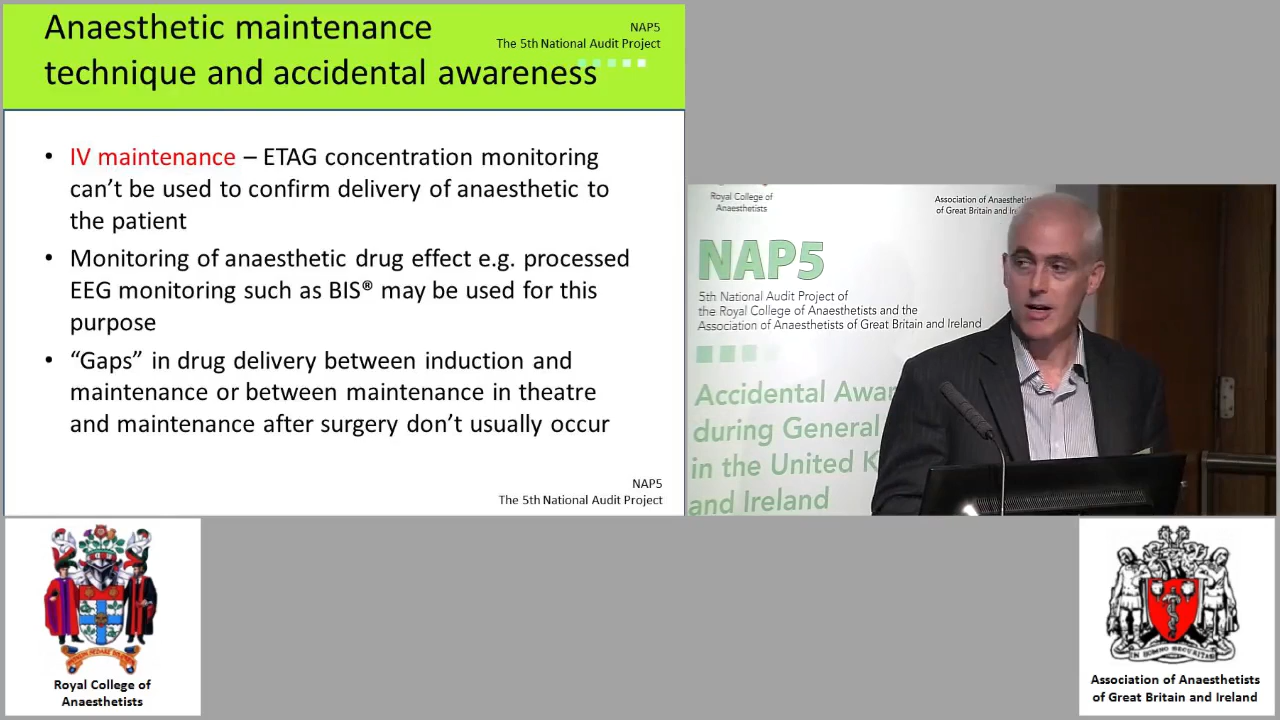 Anaesthetic maintenance
technique and accidental awareness
NAP5
The 5th National Audit Project
• IV maintenance – ETAG concentration monitoring
can’t be used to confirm delivery of anaesthetic to
the patient
• Monitoring of anaesthetic drug effect e.g. processed
EEG monitoring such as BIS® may be used for this
purpose
• “Gaps” in drug delivery between induction and
maintenance or between maintenance in theatre
and maintenance after surgery don’t usually occur
NAP5
The 5th National Audit Project
Royal College of
Anaesthetists
Association of
of Great Britain and
NAP5
5th National Audit Project of
the Royal College of Anaesthetists and the
Association of Anaesthetists of Great Britain and Ireland
Accidental
during General
in the United
and Ireland
Royal College of
Anaesthetists
Association of Anaesthetists
of Great Britain and Ireland